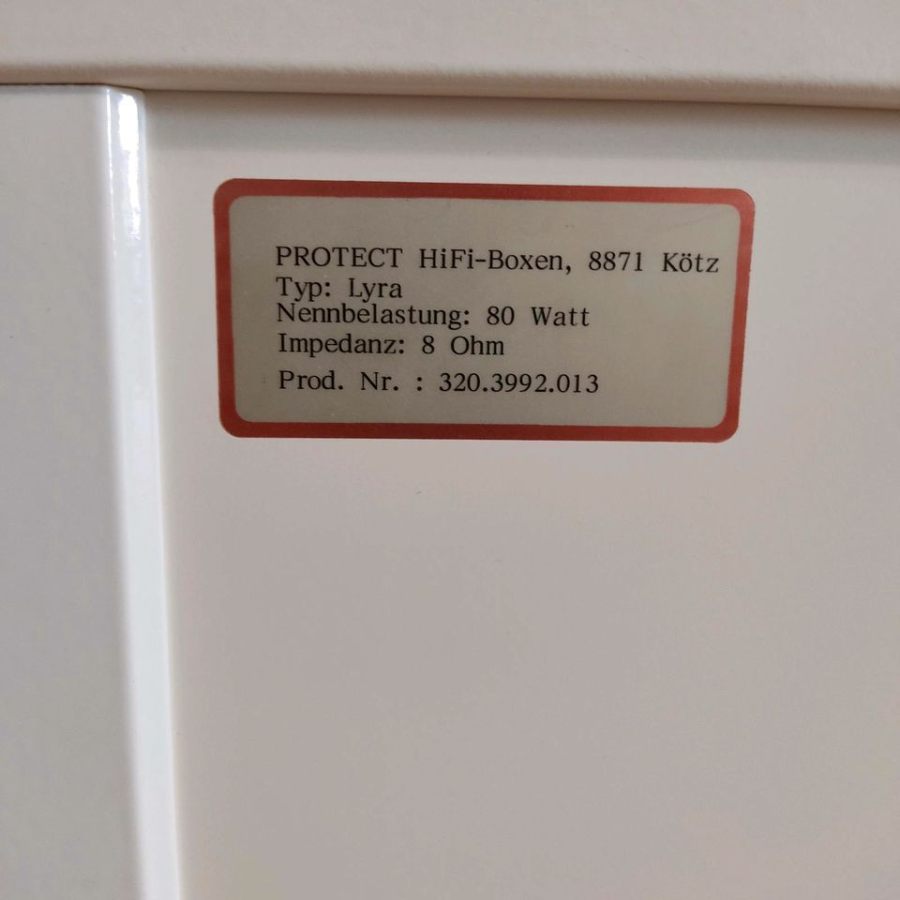 PROTECT HiFi-Boxen, 8871 Kötz
Typ: Lyra
Nennbelastung: 80 Watt
Impedanz: 8 Ohm
Prod. Nr. : 320.3992.013